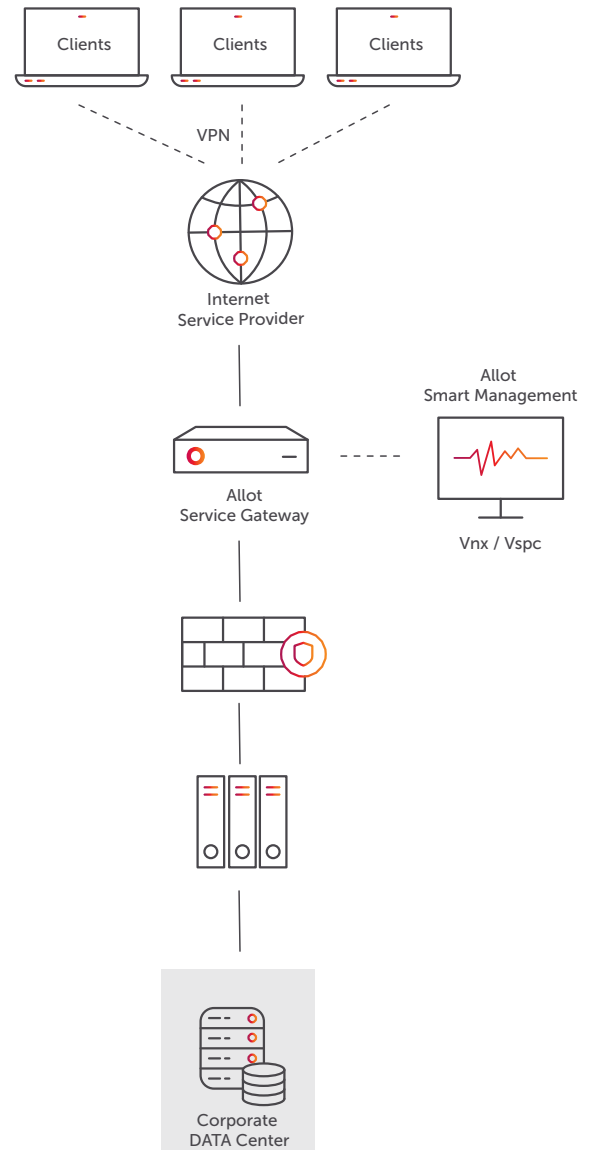 Clients
Clients
Clients
VPN
Internet
Service Provider
Allot
Smart Management
Allot
Service Gateway
Vnx / Vspc
Corporate
DATA Center